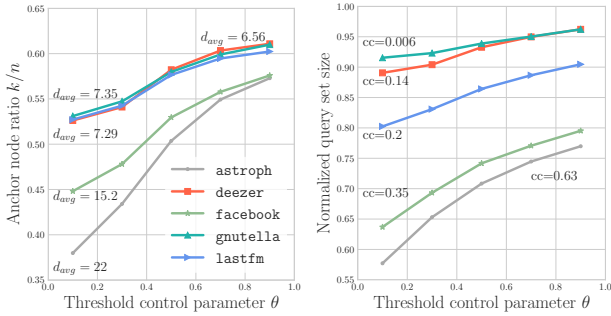 0.65
0.60
0.55
0.50
0.45
0.40
0.35
Anchor node ratio k/n
d_avg = 6.56
d_avg = 7.35
d_avg = 7.29
d_avg = 15.2
d_avg = 22
astroph
deezer
facebook
gnutella
lastfm
0.0 0.2 0.4 0.6 0.8 1.0
Threshold control parameter θ
1.00
0.95
0.90
0.85
0.80
0.75
0.70
0.65
0.60
0.55
Normalized query set size
cc=0.006
cc=0.14
cc=0.2
cc=0.35
cc=0.63
0.0 0.2 0.4 0.6 0.8 1.0
Threshold control parameter θ